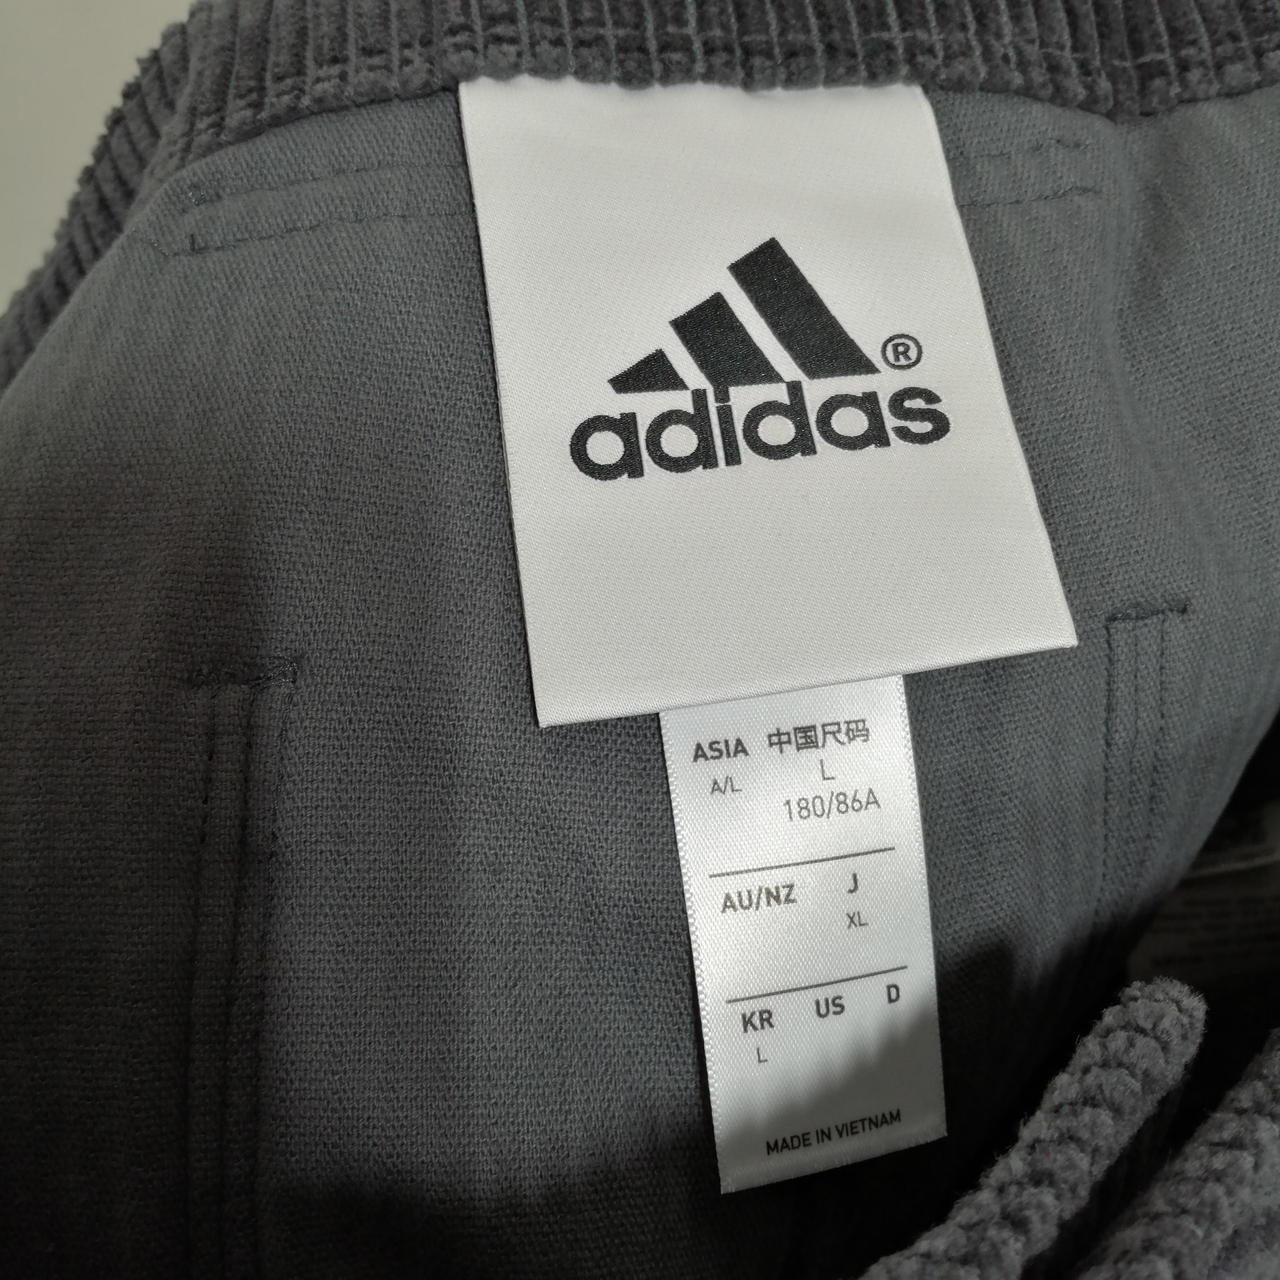 adidas®
ASIA 中国尺码
A/L L
180/86A
AU/NZ J
XL
KR US D
L
MADE IN VIETNAM